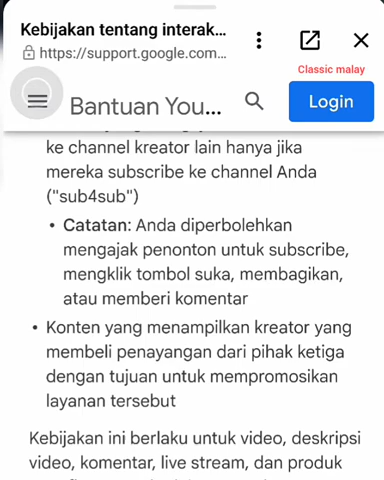 Kebijakan tentang interak...
https://support.google.com...
Classic malay
Bantuan You...
Login
ke channel kreator lain hanya jika
mereka subscribe ke channel Anda
("sub4sub")
• Catatan: Anda diperbolehkan
mengajak penonton untuk subscribe,
mengklik tombol suka, membagikan,
atau memberi komentar
• Konten yang menampilkan kreator yang
membeli penayangan dari pihak ketiga
dengan tujuan untuk mempromosikan
layanan tersebut
Kebijakan ini berlaku untuk video, deskripsi
video, komentar, live stream, dan produk